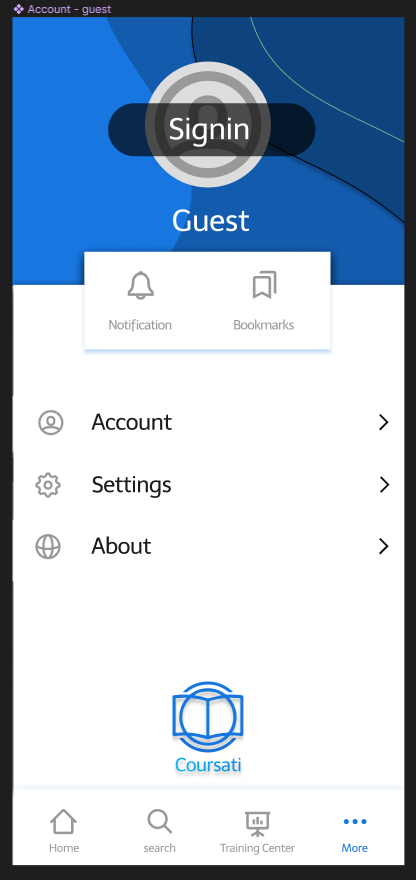 Account - guest
Signin
Guest
Notification Bookmarks
Account
Settings
About
Coursati
Home search Training Center More